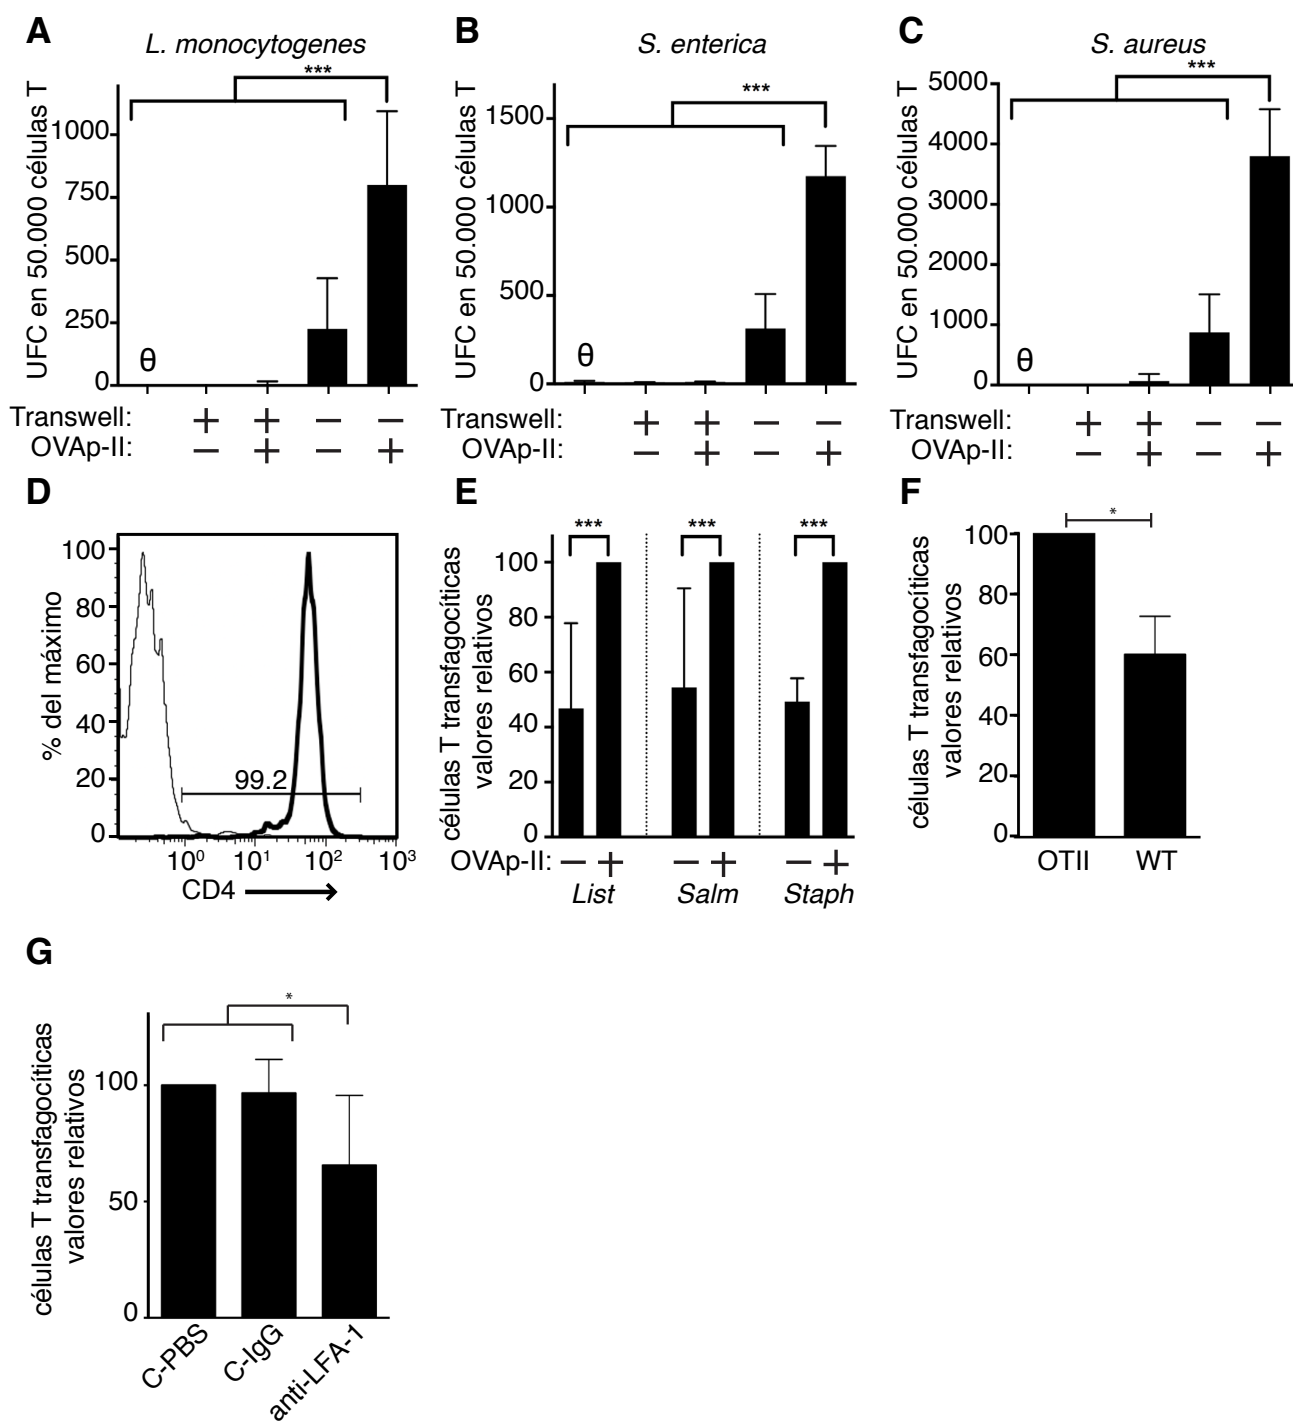 A
L. monocytogenes
***
UFC en 50.000 células T
1000
750
500
250
0
θ
Transwell: + + — —
OVAp-II: — + — +
B
S. enterica
***
UFC en 50.000 células T
1500
1000
500
0
θ
Transwell: + + — —
OVAp-II: — + — +
C
S. aureus
***
UFC en 50.000 células T
5000
4000
3000
2000
1000
0
θ
Transwell: + + — —
OVAp-II: — + — +
D
% del máximo
100
80
60
40
20
0
99.2
10⁰ 10¹ 10² 10³
CD4
E
células T transfagocíticas
valores relativos
*** *** ***
100
80
60
40
20
0
OVAp-II: — + — + — +
List Salm Staph
F
células T transfagocíticas
valores relativos
*
100
80
60
40
20
0
OTII WT
G
células T transfagocíticas
valores relativos
*
100
50
0
C-PBS
C-IgG
anti-LFA-1